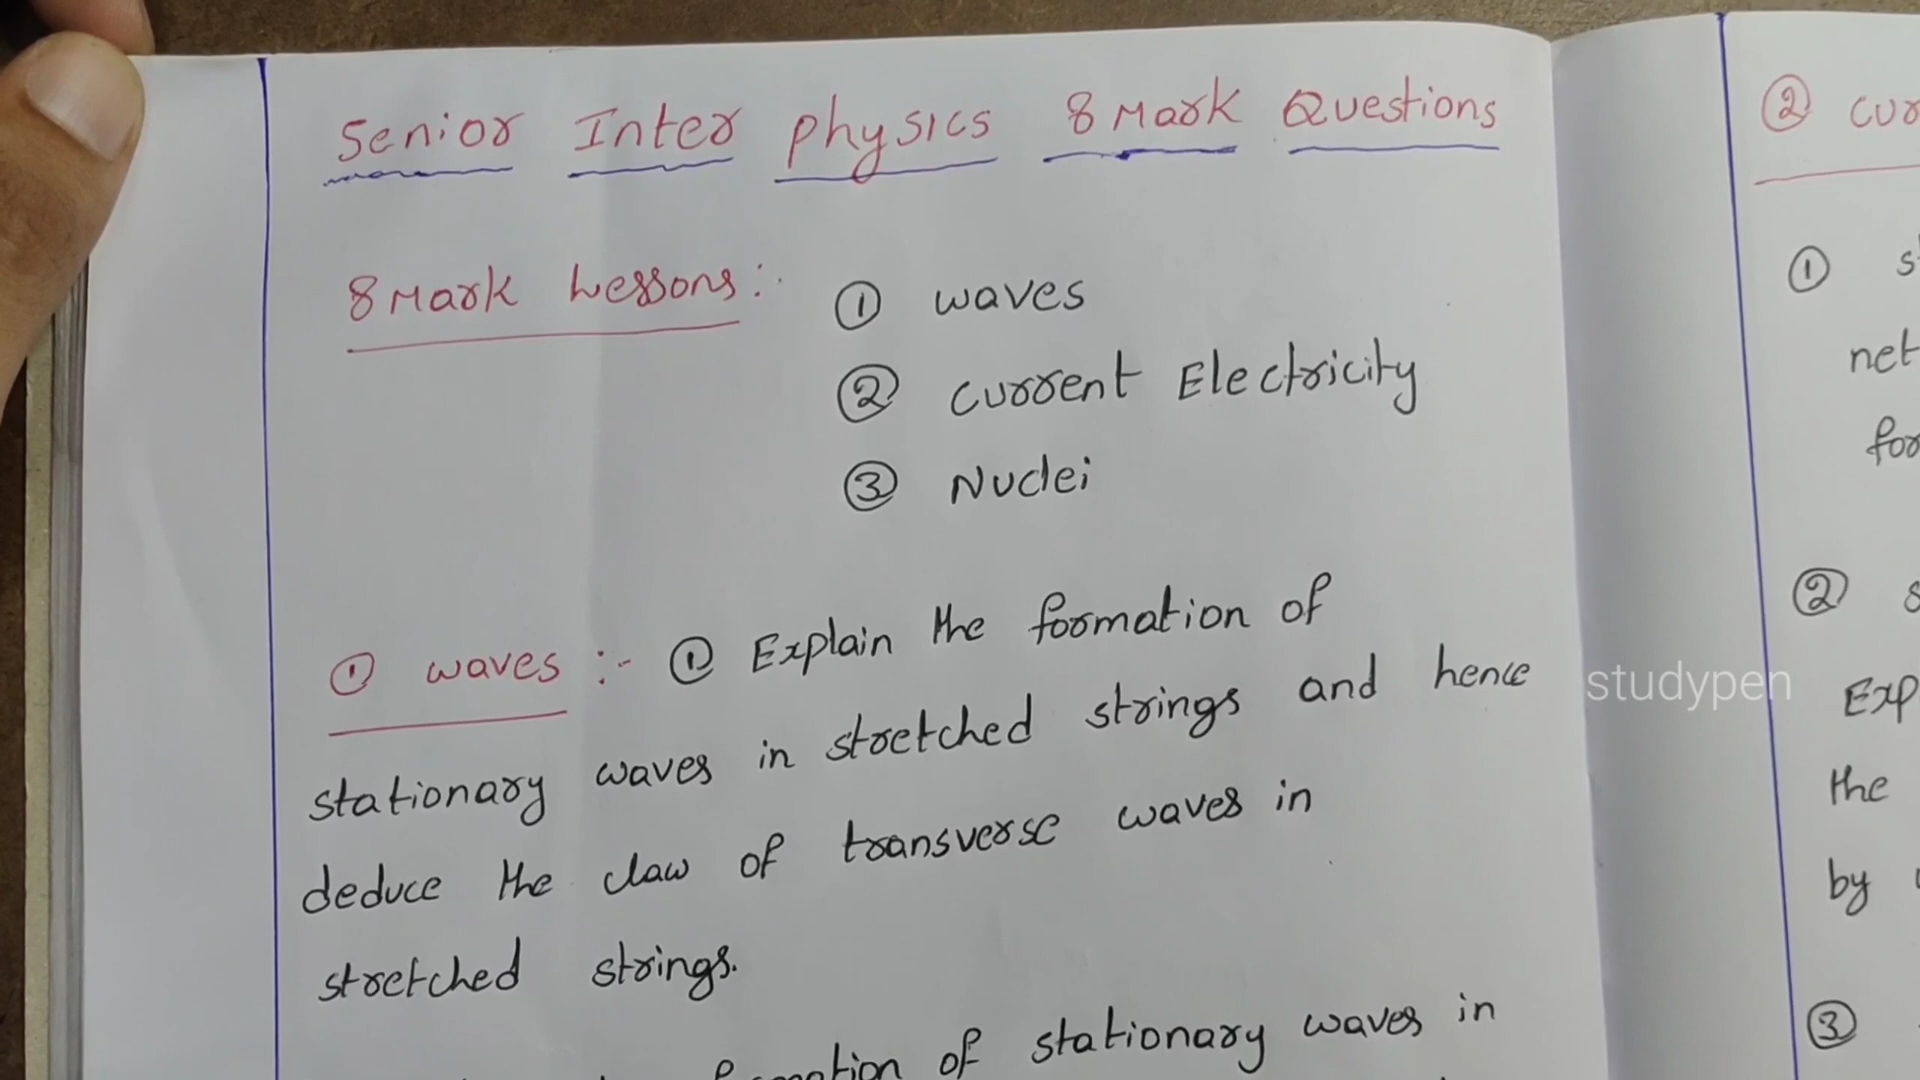 Senior Inter Physics 8 Mark Questions
8 Mark Lessons :-
① waves
② current Electricity
③ Nuclei
① waves :- ① Explain the formation of
stationary waves in stretched strings and hence
deduce the claw of transverse waves in
stretched strings.
of stationary waves in
②
①
net
for
②
Exp
the
by
③
studypen